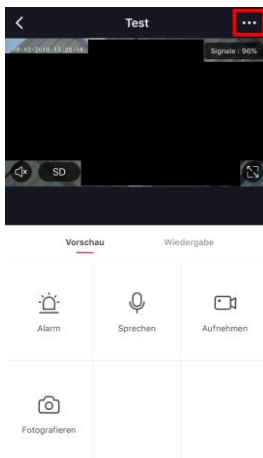 Test
Signale : 96%
SD
Vorschau
Wiedergabe
Alarm
Sprechen
Aufnehmen
Fotografieren